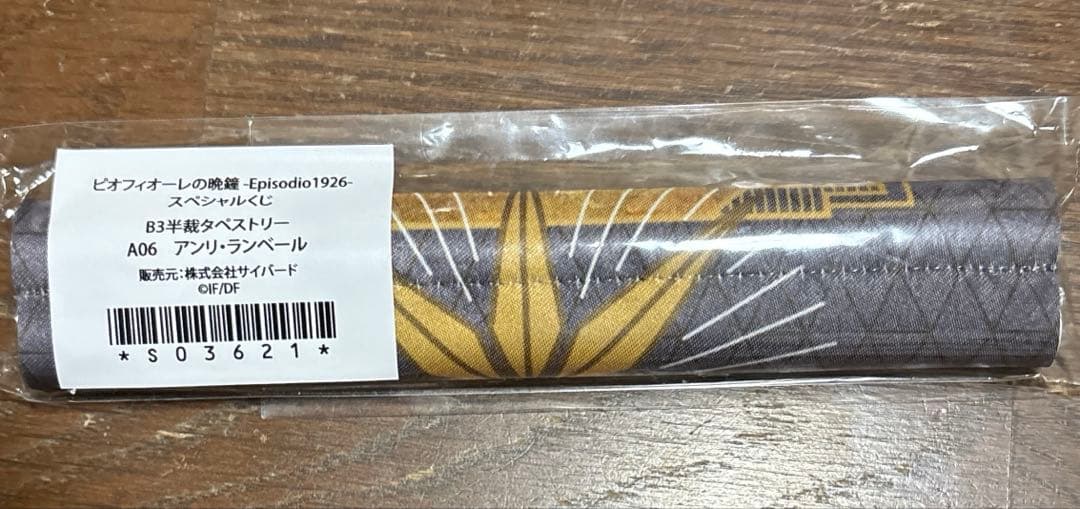 ピオフィオーレの晩鐘 -Episodio1926-
スペシャルくじ
B3半裁タペストリー
A06 アンリ・ランベール
販売元:株式会社サイバード
©IF/DF
*S03621*